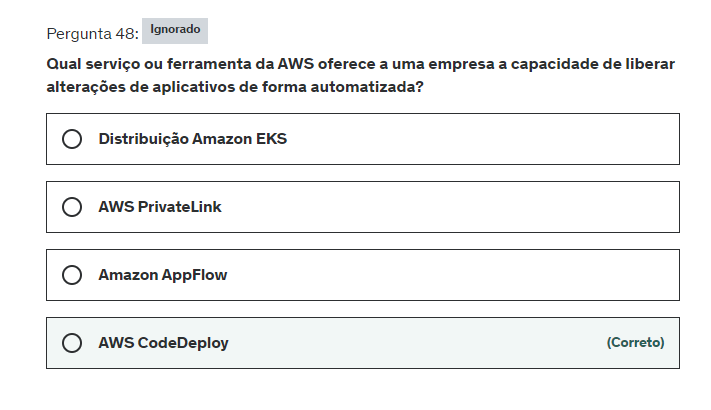 Pergunta 48: Ignorado
Qual serviço ou ferramenta da AWS oferece a uma empresa a capacidade de liberar
alterações de aplicativos de forma automatizada?
Distribuição Amazon EKS
AWS PrivateLink
Amazon AppFlow
AWS CodeDeploy (Correto)